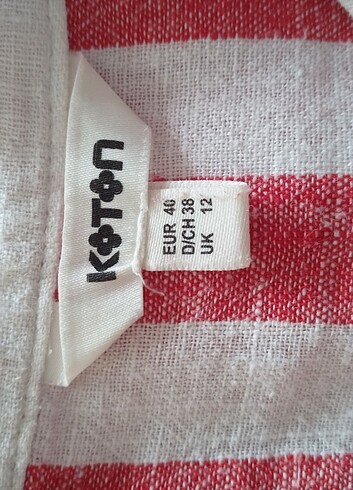 KOTON
EUR 40
D/CH 38
UK 12